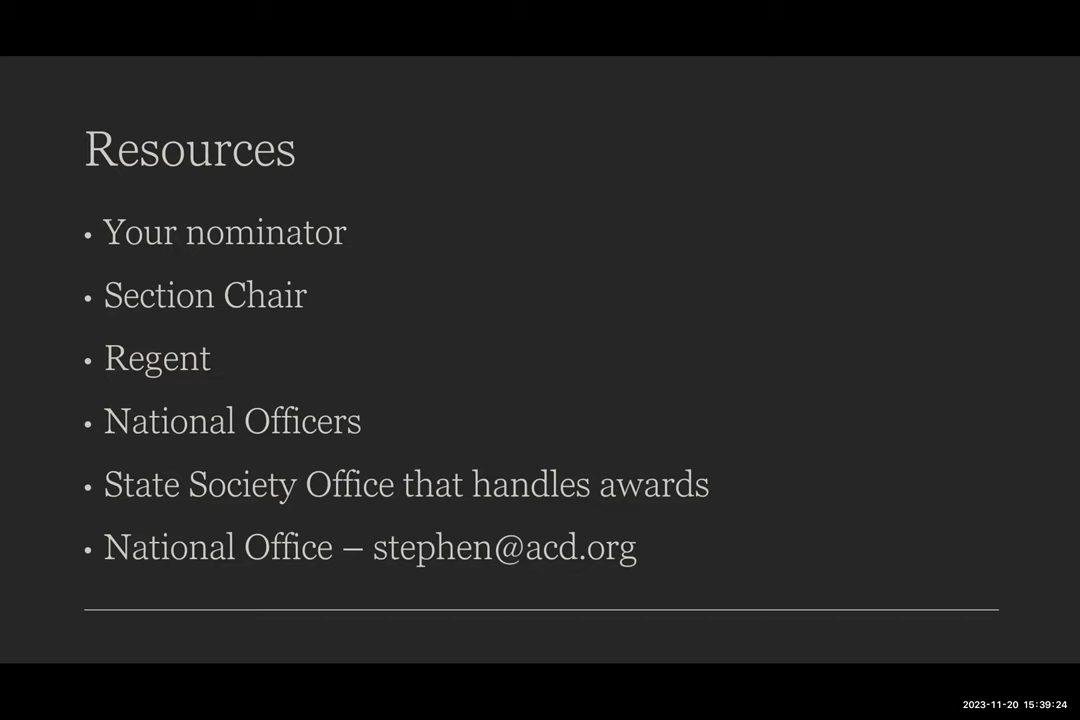 Resources
• Your nominator
• Section Chair
• Regent
• National Officers
• State Society Office that handles awards
• National Office – stephen@acd.org
2023-11-20 15:39:24